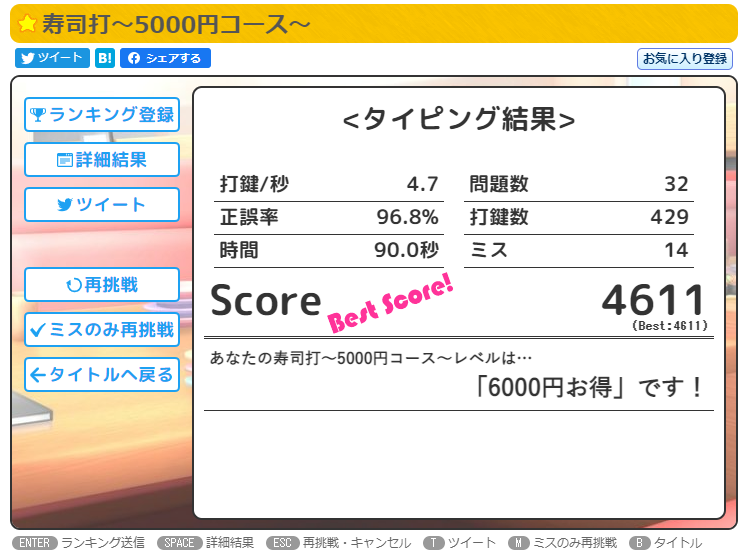 寿司打～5000円コース～
ツイート B! シェアする お気に入り登録
ランキング登録
詳細結果
ツイート
再挑戦
ミスのみ再挑戦
タイトルへ戻る
<タイピング結果>
打鍵/秒 4.7 問題数 32
正誤率 96.8% 打鍵数 429
時間 90.0秒 ミス 14
Score Best Score! 4611
(Best:4611)
あなたの寿司打～5000円コース～レベルは…
「6000円お得」です！
ENTER ランキング送信 SPACE 詳細結果 ESC 再挑戦・キャンセル T ツイート M ミスのみ再挑戦 B タイトル